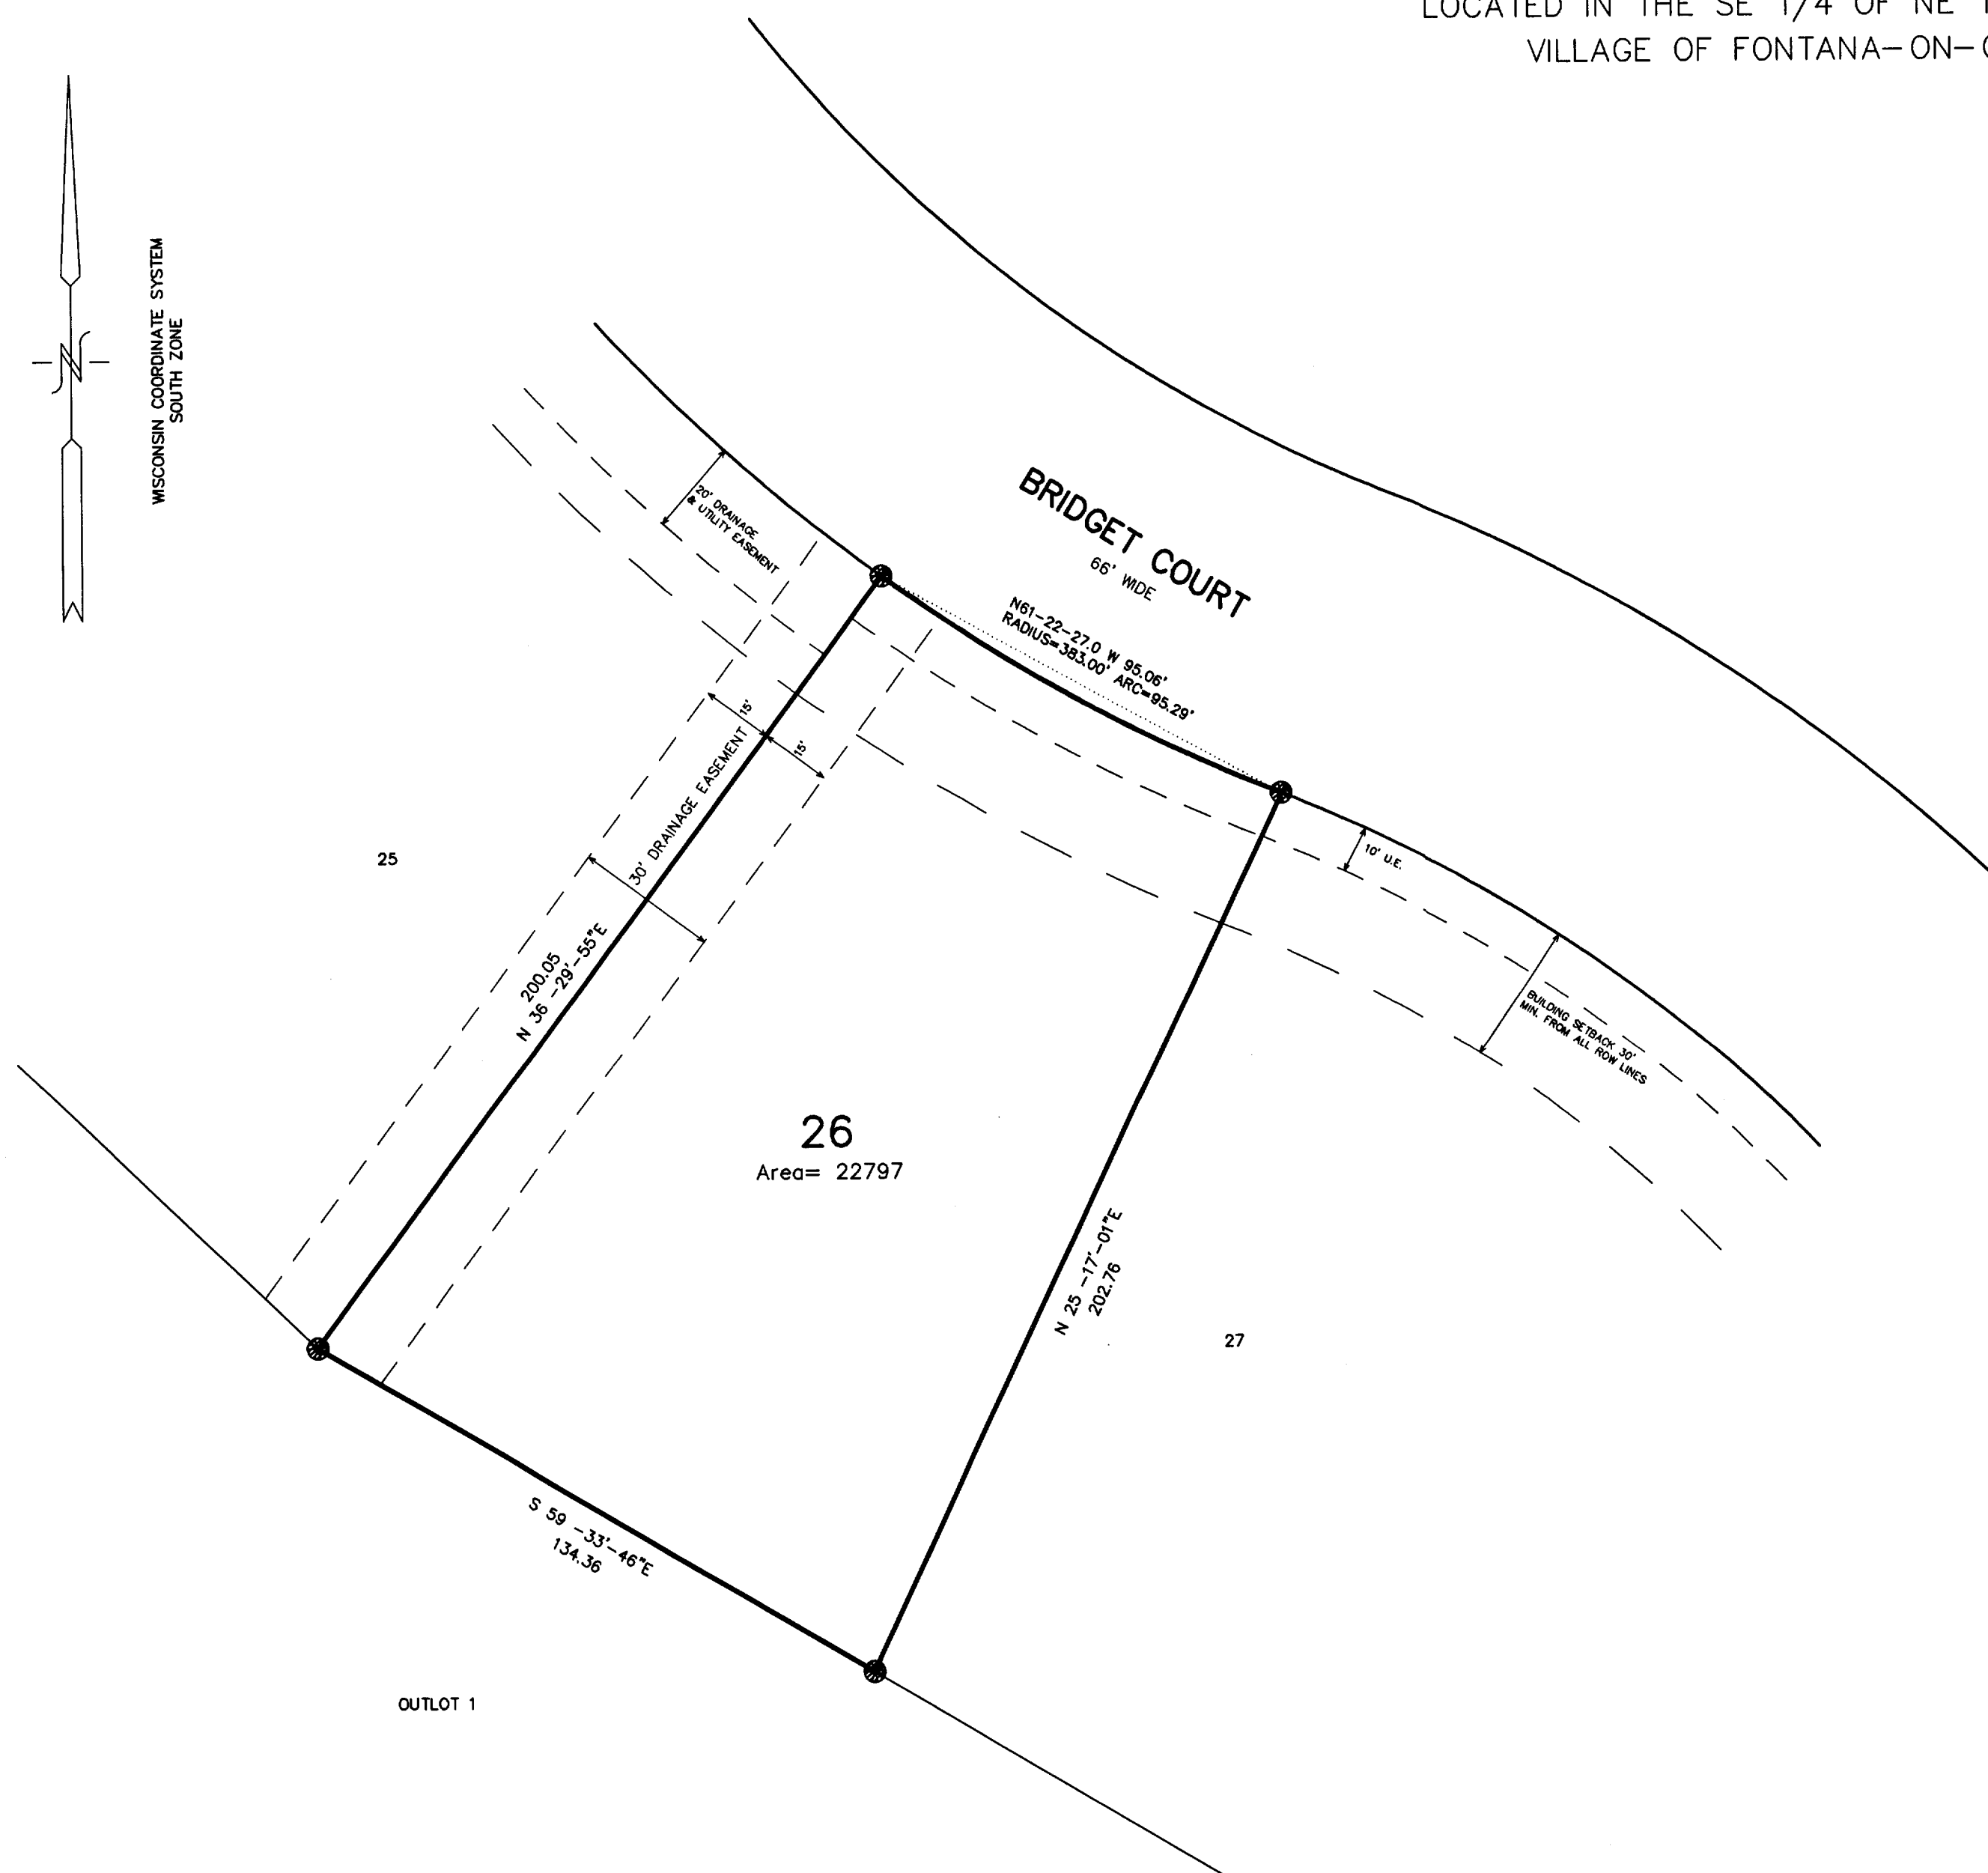 LOCATED IN THE SE 1/4 OF NE
VILLAGE OF FONTANA-ON-
WISCONSIN COORDINATE SYSTEM
SOUTH ZONE
N
20' DRAINAGE
& UTILITY EASEMENT
BRIDGET COURT
66' WIDE
N61-22-27.0 W 95.06'
RADIUS=383.00' ARC=95.29'
15'
15'
30' DRAINAGE EASEMENT
10' U.E.
25
200.05
N 36 -29'-55"E
BUILDING SETBACK 30'
MIN. FROM ALL ROW LINES
26
Area= 22797
N 25 -17'-01"E
202.76
27
S 59 -33'-46"E
134.36
OUTLOT 1